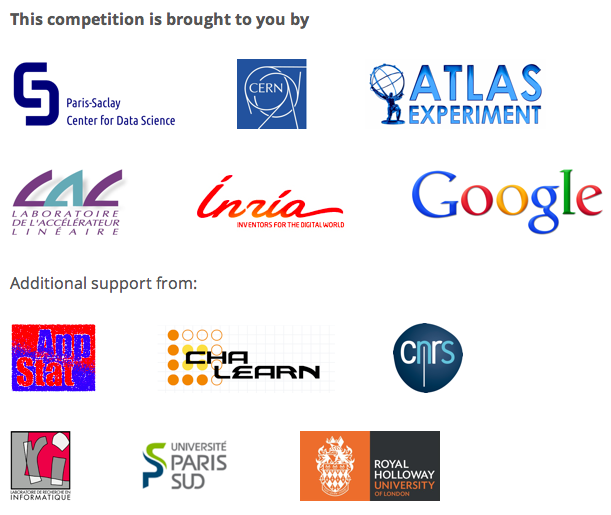 This competition is brought to you by
Paris-Saclay
Center for Data Science
CERN
ATLAS
EXPERIMENT
LAL
LABORATOIRE
DE L'ACCÉLÉRATEUR
LINÉAIRE
Inria
INVENTORS FOR THE DIGITAL WORLD
Google
Additional support from:
App
Stat
CHA
LEARN
cnrs
lri
LABORATOIRE DE RECHERCHE EN
INFORMATIQUE
UNIVERSITÉ
PARIS
SUD
ROYAL
HOLLOWAY
UNIVERSITY
OF LONDON